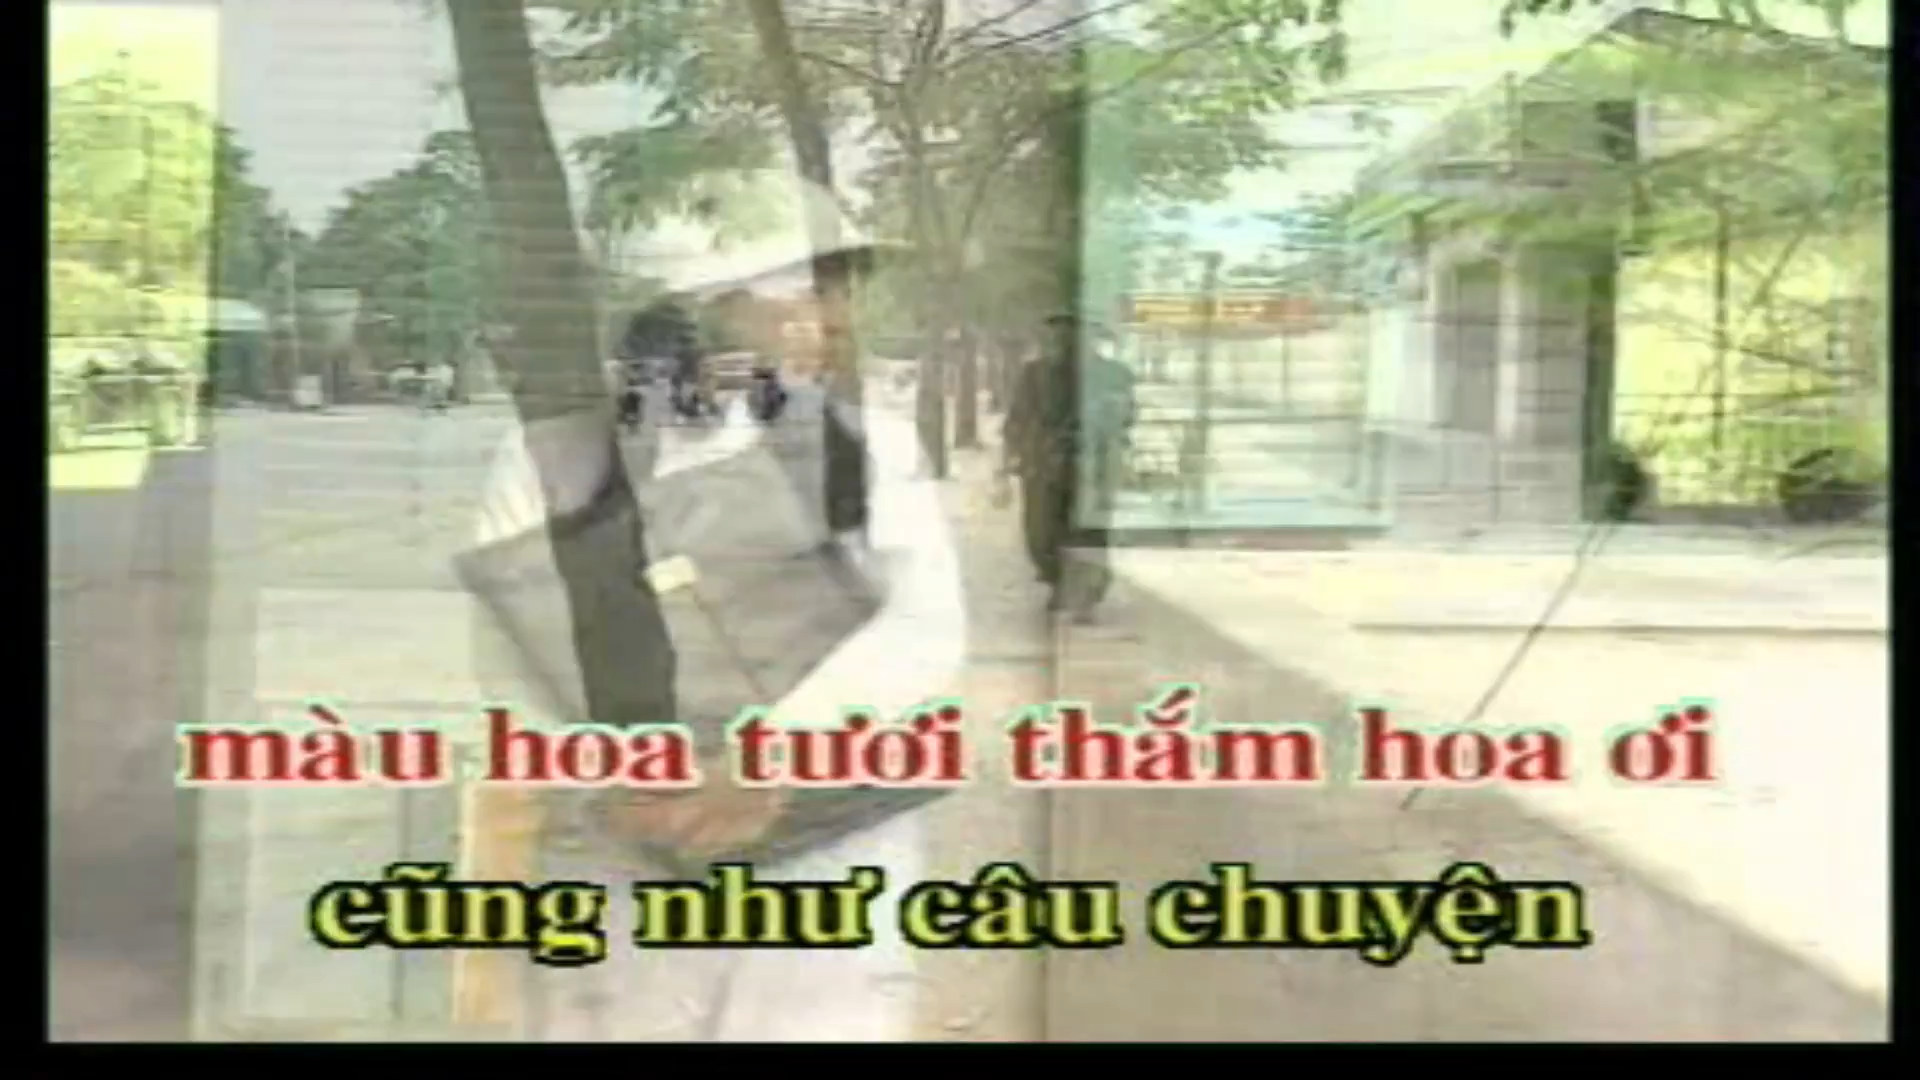 màu hoa tươi thắm hoa ơi
cũng như câu chuyện